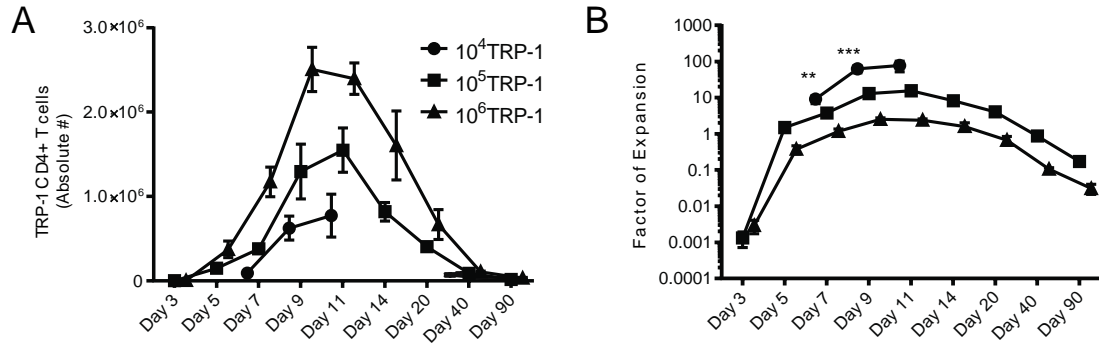 A
TRP-1 CD4+ T cells
(Absolute #)
3.0×10⁶
2.0×10⁶
1.0×10⁶
0
10⁴TRP-1
10⁵TRP-1
10⁶TRP-1
Day 3
Day 5
Day 7
Day 9
Day 11
Day 14
Day 20
Day 40
Day 90
B
Factor of Expansion
1000
100
10
1
0.1
0.01
0.001
0.0001
**
***
Day 3
Day 5
Day 7
Day 9
Day 11
Day 14
Day 20
Day 40
Day 90